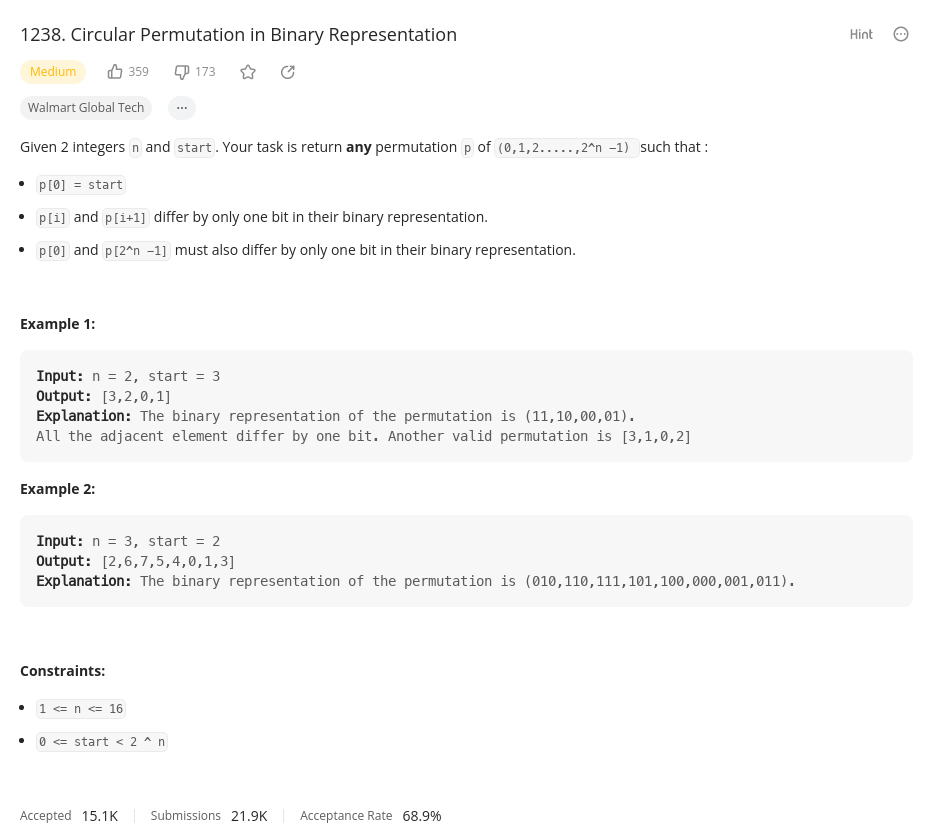 1238. Circular Permutation in Binary Representation
Hint
Medium 359 173
Walmart Global Tech ...
Given 2 integers n and start. Your task is return any permutation p of (0,1,2.....,2^n -1) such that :
p[0] = start
p[i] and p[i+1] differ by only one bit in their binary representation.
p[0] and p[2^n -1] must also differ by only one bit in their binary representation.
Example 1:
Input: n = 2, start = 3
Output: [3,2,0,1]
Explanation: The binary representation of the permutation is (11,10,00,01).
All the adjacent element differ by one bit. Another valid permutation is [3,1,0,2]
Example 2:
Input: n = 3, start = 2
Output: [2,6,7,5,4,0,1,3]
Explanation: The binary representation of the permutation is (010,110,111,101,100,000,001,011).
Constraints:
1 <= n <= 16
0 <= start < 2 ^ n
Accepted 15.1K Submissions 21.9K Acceptance Rate 68.9%